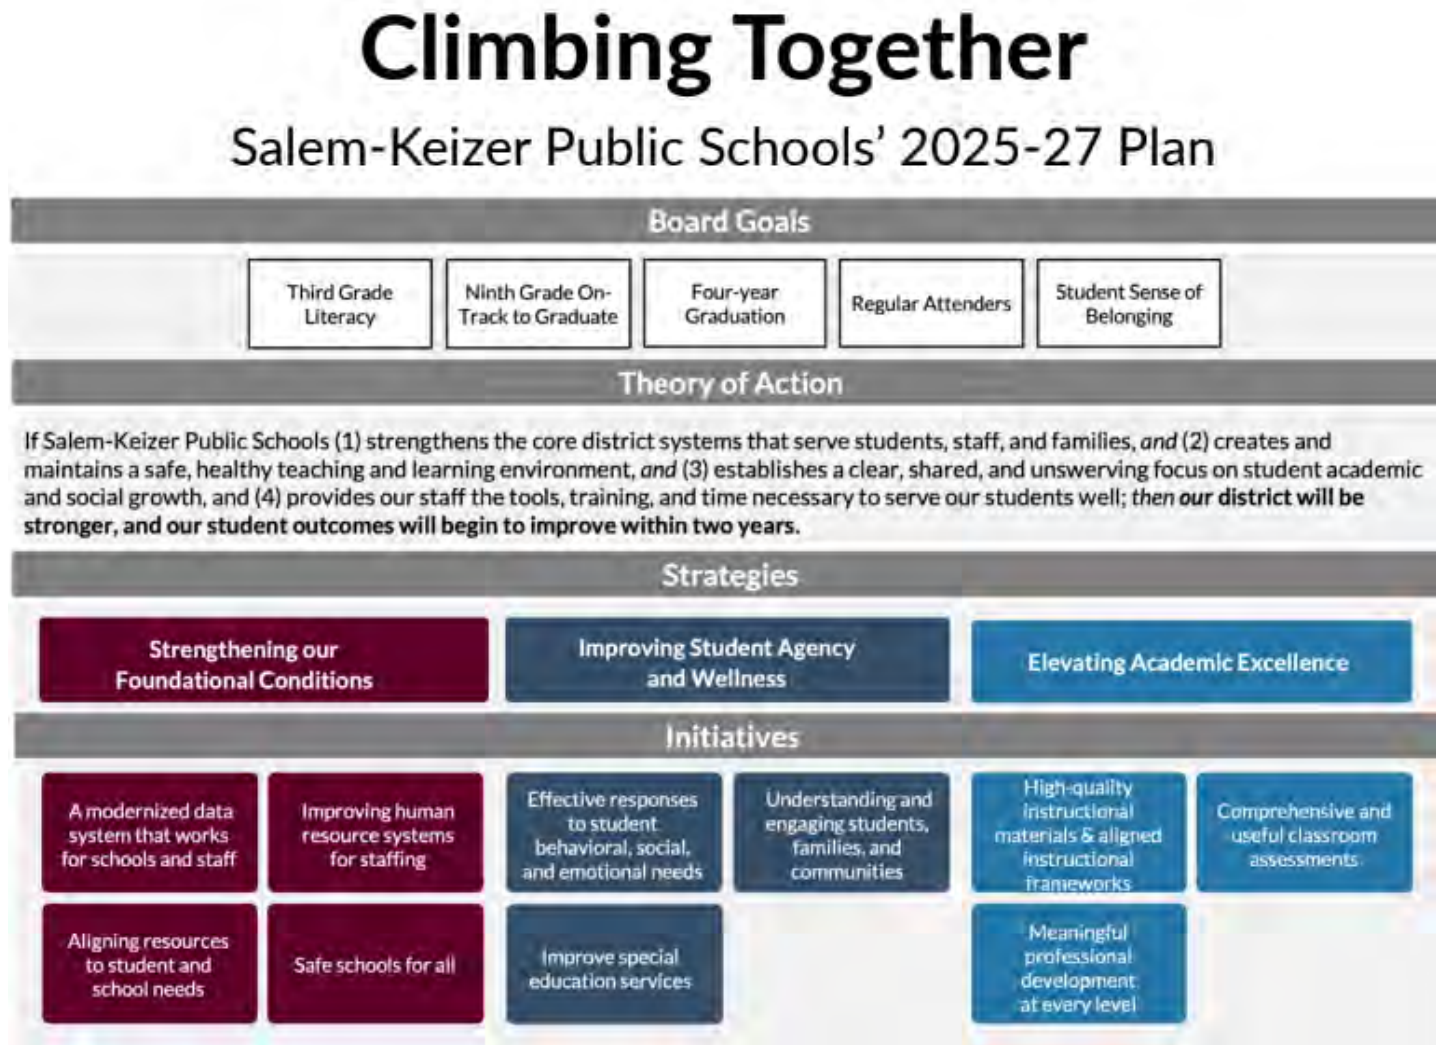 Climbing Together
Salem-Keizer Public Schools’ 2025-27 Plan
Board Goals
Third Grade
Literacy
Ninth Grade On-
Track to Graduate
Four-year
Graduation
Regular Attenders
Student Sense of
Belonging
Theory of Action
If Salem-Keizer Public Schools (1) strengthens the core district systems that serve students, staff, and families, and (2) creates and
maintains a safe, healthy teaching and learning environment, and (3) establishes a clear, shared, and unswerving focus on student academic
and social growth, and (4) provides our staff the tools, training, and time necessary to serve our students well; then our district will be
stronger, and our student outcomes will begin to improve within two years.
Strategies
Strengthening our
Foundational Conditions
Improving Student Agency
and Wellness
Elevating Academic Excellence
Initiatives
A modernized data
system that works
for schools and staff
Improving human
resource systems
for staffing
Effective responses
to student
behavioral, social,
and emotional needs
Understanding and
engaging students,
families, and
communities
High-quality
instructional
materials & aligned
instructional
frameworks
Comprehensive and
useful classroom
assessments
Aligning resources
to student and
school needs
Safe schools for all
Improve special
education services
Meaningful
professional
development
at every level